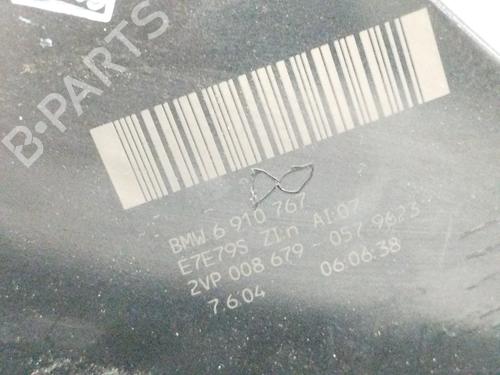 B-PARTS
BMW 6 910 767
E7E79S ZI:n AI:07
2VP 008 679 - 057 9623
7.6.04 06:06:38